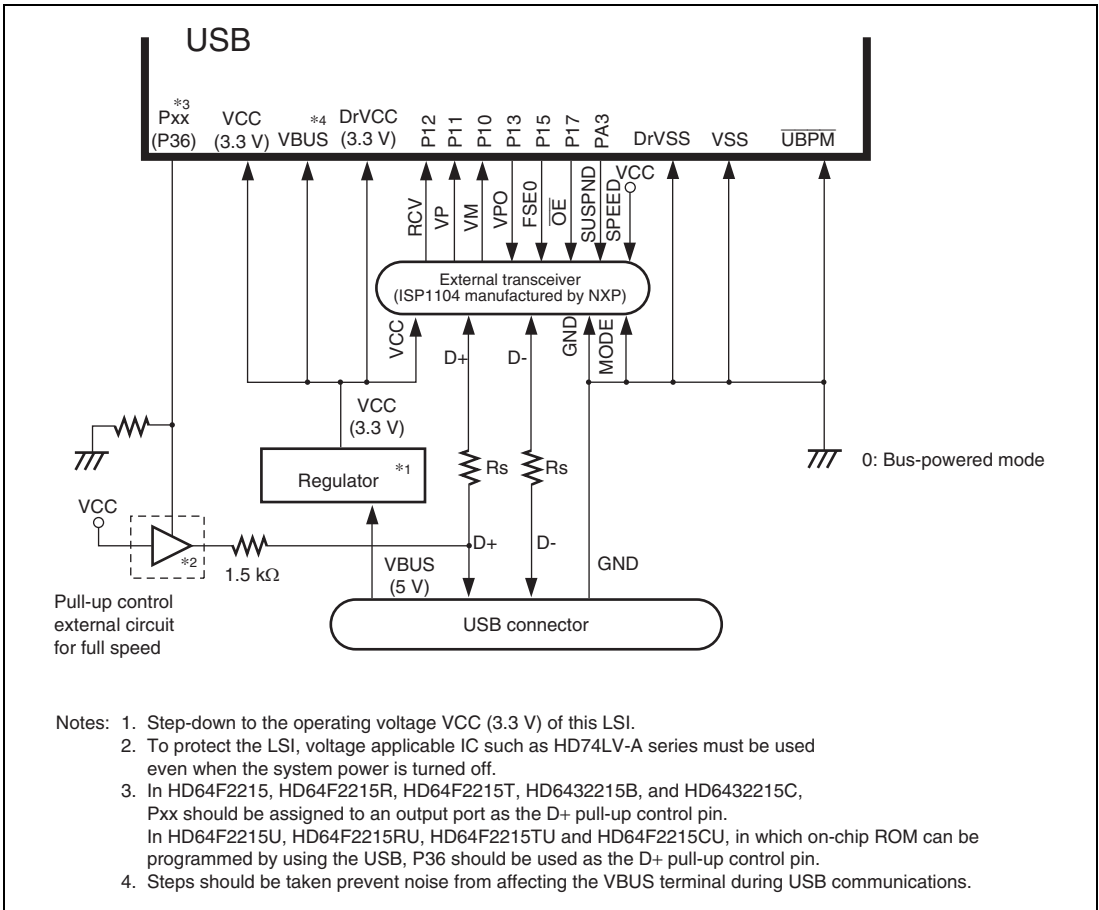 USB
*3
Pxx
(P36)
VCC
(3.3 V)
*4
VBUS
DrVCC
(3.3 V)
P12
P11
P10
P13
P15
P17
PA3
DrVSS
VSS
UBPM
RCV
VP
VM
VPO
FSE0
OE
SUSPND
SPEED
VCC
External transceiver
(ISP1104 manufactured by NXP)
VCC
D+
D-
GND
MODE
VCC
(3.3 V)
Regulator *1
Rs
Rs
0: Bus-powered mode
VCC
*2
1.5 kΩ
D+
D-
VBUS
(5 V)
GND
Pull-up control
external circuit
for full speed
USB connector
Notes: 1. Step-down to the operating voltage VCC (3.3 V) of this LSI.
2. To protect the LSI, voltage applicable IC such as HD74LV-A series must be used
even when the system power is turned off.
3. In HD64F2215, HD64F2215R, HD64F2215T, HD6432215B, and HD6432215C,
Pxx should be assigned to an output port as the D+ pull-up control pin.
In HD64F2215U, HD64F2215RU, HD64F2215TU and HD64F2215CU, in which on-chip ROM can be
programmed by using the USB, P36 should be used as the D+ pull-up control pin.
4. Steps should be taken prevent noise from affecting the VBUS terminal during USB communications.